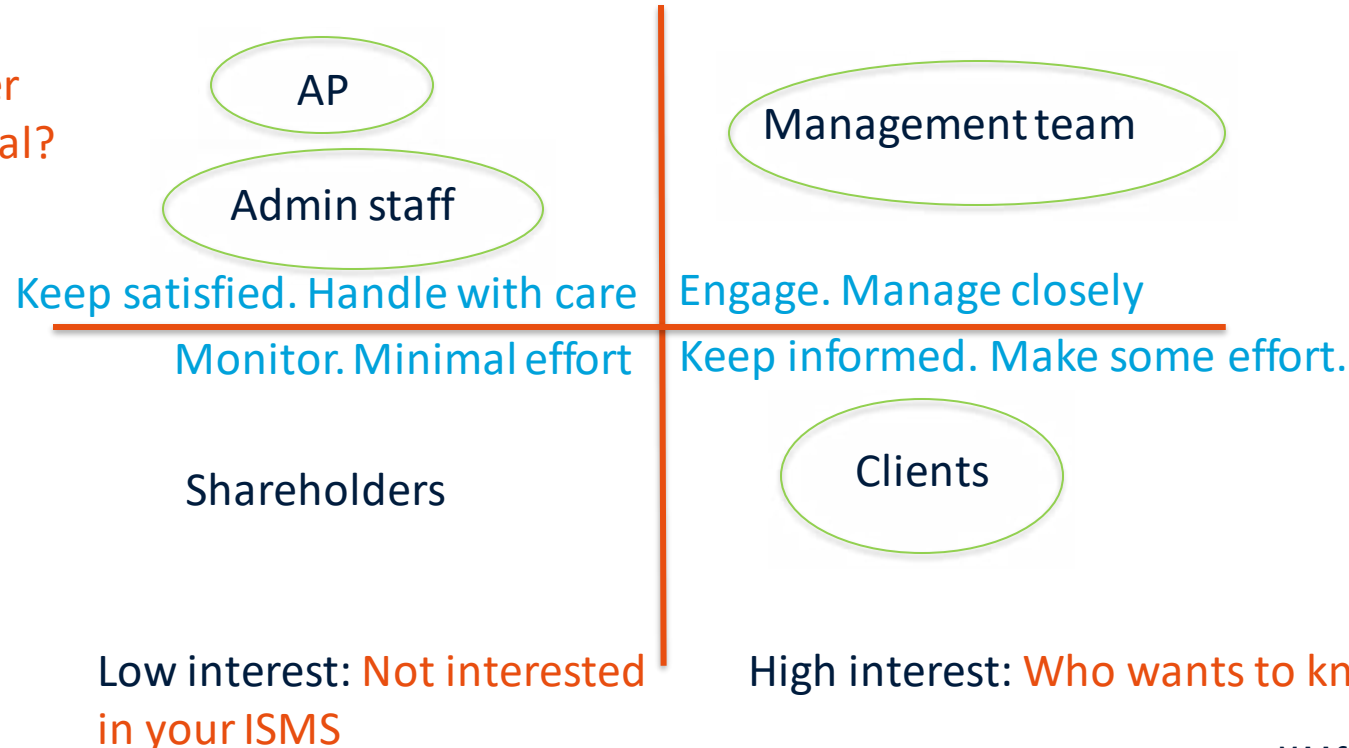 AP
Management team
Admin staff
Keep satisfied. Handle with care
Engage. Manage closely
Monitor. Minimal effort
Keep informed. Make some effort.
Clients
Shareholders
Low interest: Not interested
in your ISMS
High interest: Who wants to